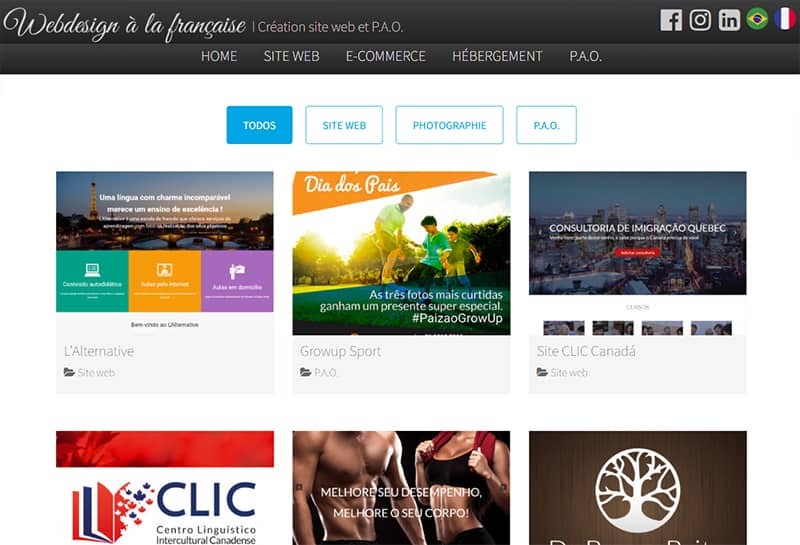 Webdesign à la française | Création site web et P.A.O.
HOME SITE WEB E-COMMERCE HÉBERGEMENT P.A.O.
TODOS SITE WEB PHOTOGRAPHIE P.A.O.
Uma língua com charme incomparável
merece um ensino de excelência !
Conteúdo autodidático Aulas pela internet Aulas em domicílio
Bem vindo ao L'Alternative
L'Alternative
Site web
Dia dos Pais
As três fotos mais curtidas
ganham um presente super especial.
#PaizaoGrowUp
Growup Sport
P.A.O.
CONSULTORIA DE IMIGRAÇÃO QUEBEC
Solicitar consultoria
CURSOS
Site CLIC Canadá
Site web
CLIC
Centro Linguístico
Intercultural Canadense
MELHORE SEU DESEMPENHO,
MELHORE O SEU CORPO!